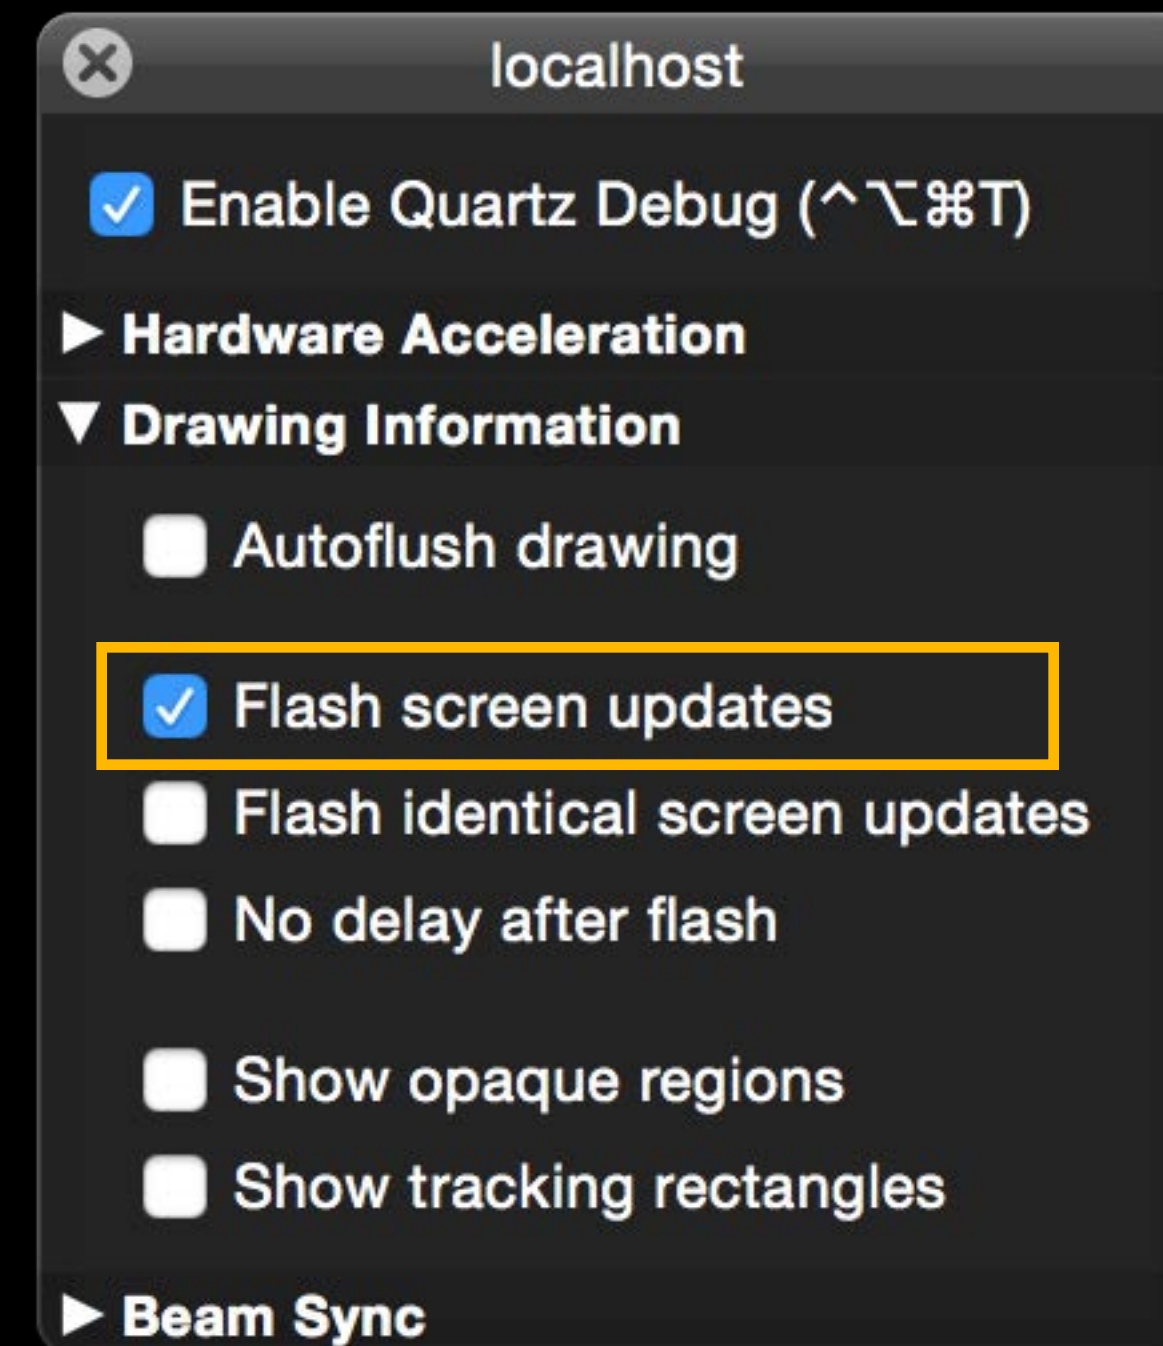 localhost
Enable Quartz Debug (^⌥⌘T)
Hardware Acceleration
Drawing Information
Autoflush drawing
Flash screen updates
Flash identical screen updates
No delay after flash
Show opaque regions
Show tracking rectangles
Beam Sync